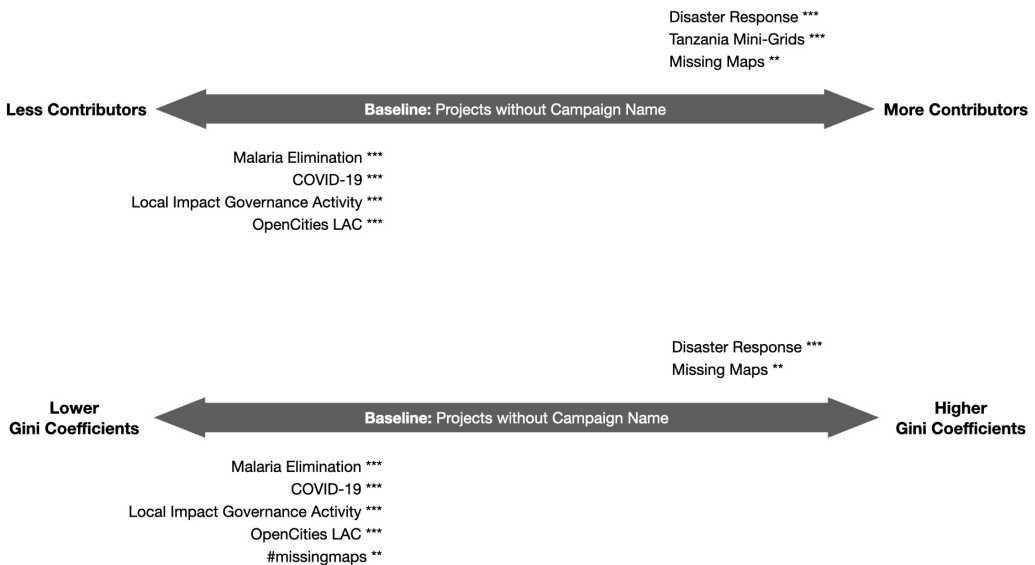 Disaster Response ***
Tanzania Mini-Grids ***
Missing Maps **
Less Contributors
Baseline: Projects without Campaign Name
More Contributors
Malaria Elimination ***
COVID-19 ***
Local Impact Governance Activity ***
OpenCities LAC ***
Disaster Response ***
Missing Maps **
Lower
Gini Coefficients
Baseline: Projects without Campaign Name
Higher
Gini Coefficients
Malaria Elimination ***
COVID-19 ***
Local Impact Governance Activity ***
OpenCities LAC ***
#missingmaps **